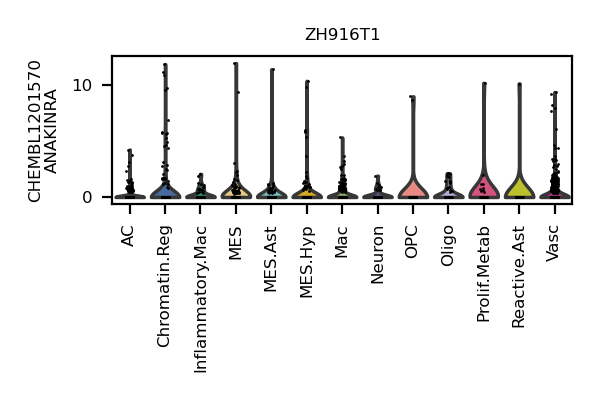 ZH916T1
CHEMBL1201570
ANAKINRA
10
0
AC
Chromatin.Reg
Inflammatory.Mac
MES
MES.Ast
MES.Hyp
Mac
Neuron
OPC
Oligo
Prolif.Metab
Reactive.Ast
Vasc